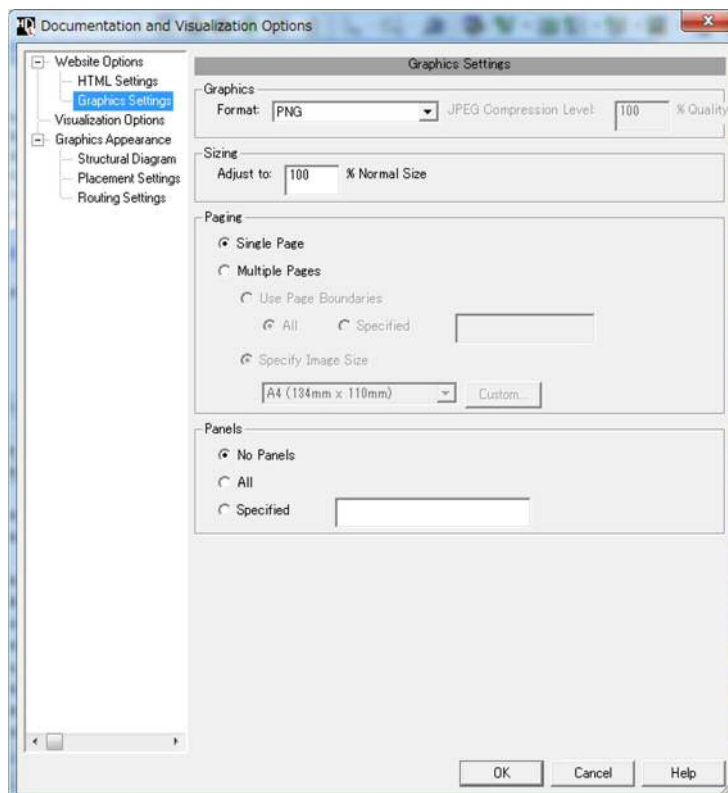 Documentation and Visualization Options
Website Options
HTML Settings
Graphics Settings
Visualization Options
Graphics Appearance
Structural Diagram
Placement Settings
Routing Settings
Graphics Settings
Graphics
Format: PNG JPEG Compression Level: 100 % Quality
Sizing
Adjust to: 100 % Normal Size
Paging
Single Page
Multiple Pages
Use Page Boundaries
All Specified
Specify Image Size
A4 (134mm x 110mm) Custom...
Panels
No Panels
All
Specified
OK Cancel Help